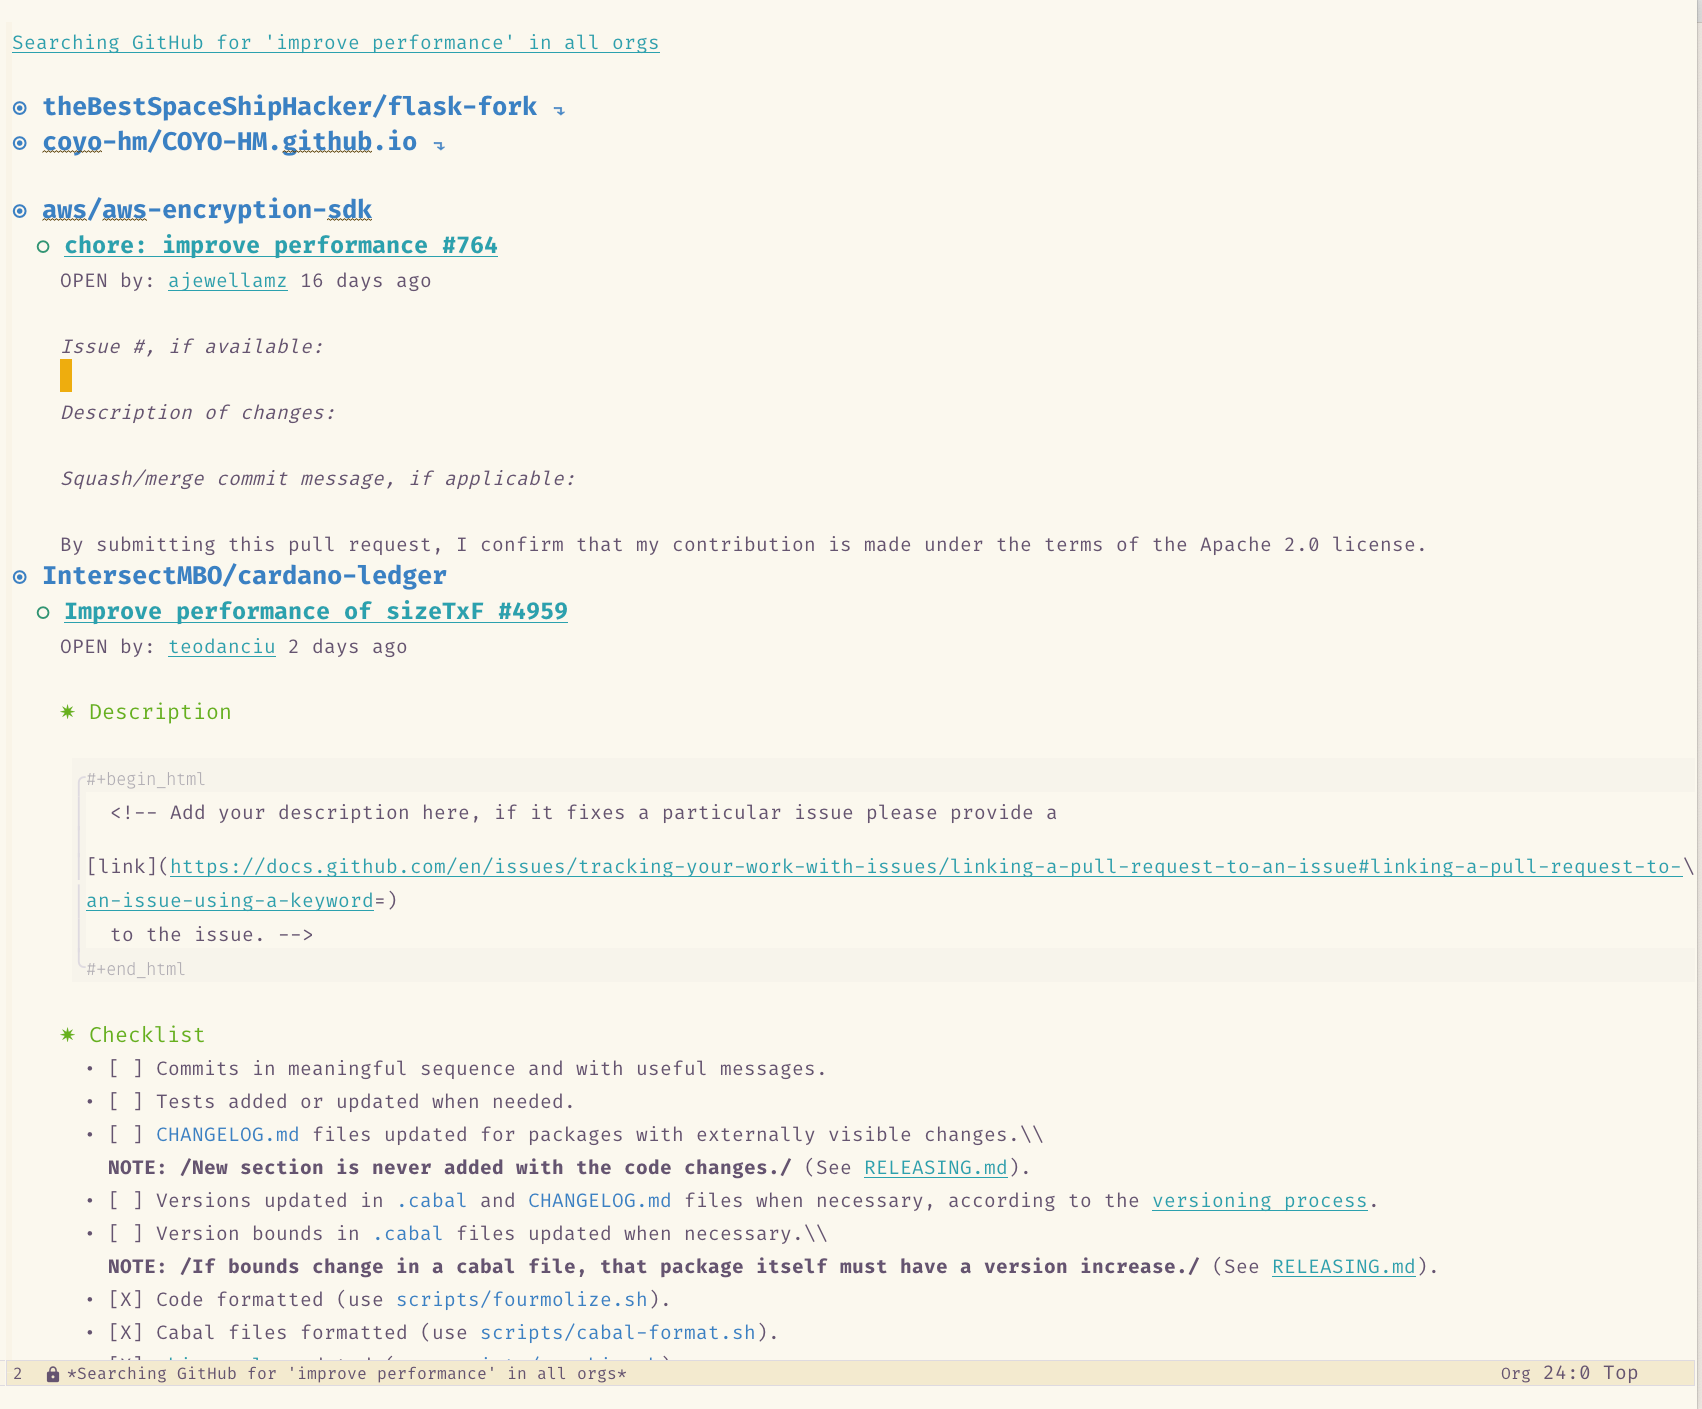 Searching GitHub for 'improve performance' in all orgs
theBestSpaceShipHacker/flask-fork
coyo-hm/COYO-HM.github.io
aws/aws-encryption-sdk
chore: improve performance #764
OPEN by: ajewellamz 16 days ago
Issue #, if available:
Description of changes:
Squash/merge commit message, if applicable:
By submitting this pull request, I confirm that my contribution is made under the terms of the Apache 2.0 license.
IntersectMBO/cardano-ledger
Improve performance of sizeTxF #4959
OPEN by: teodanciu 2 days ago
✷ Description
#+begin_html
<!-- Add your description here, if it fixes a particular issue please provide a
[link](https://docs.github.com/en/issues/tracking-your-work-with-issues/linking-a-pull-request-to-an-issue#linking-a-pull-request-to-\
an-issue-using-a-keyword=)
to the issue. -->
#+end_html
✷ Checklist
• [ ] Commits in meaningful sequence and with useful messages.
• [ ] Tests added or updated when needed.
• [ ] CHANGELOG.md files updated for packages with externally visible changes.\\
NOTE: /New section is never added with the code changes./ (See RELEASING.md).
• [ ] Versions updated in .cabal and CHANGELOG.md files when necessary, according to the versioning process.
• [ ] Version bounds in .cabal files updated when necessary.\\
NOTE: /If bounds change in a cabal file, that package itself must have a version increase./ (See RELEASING.md).
• [X] Code formatted (use scripts/fourmolize.sh).
• [X] Cabal files formatted (use scripts/cabal-format.sh).
2 *Searching GitHub for 'improve performance' in all orgs* Org 24:0 Top